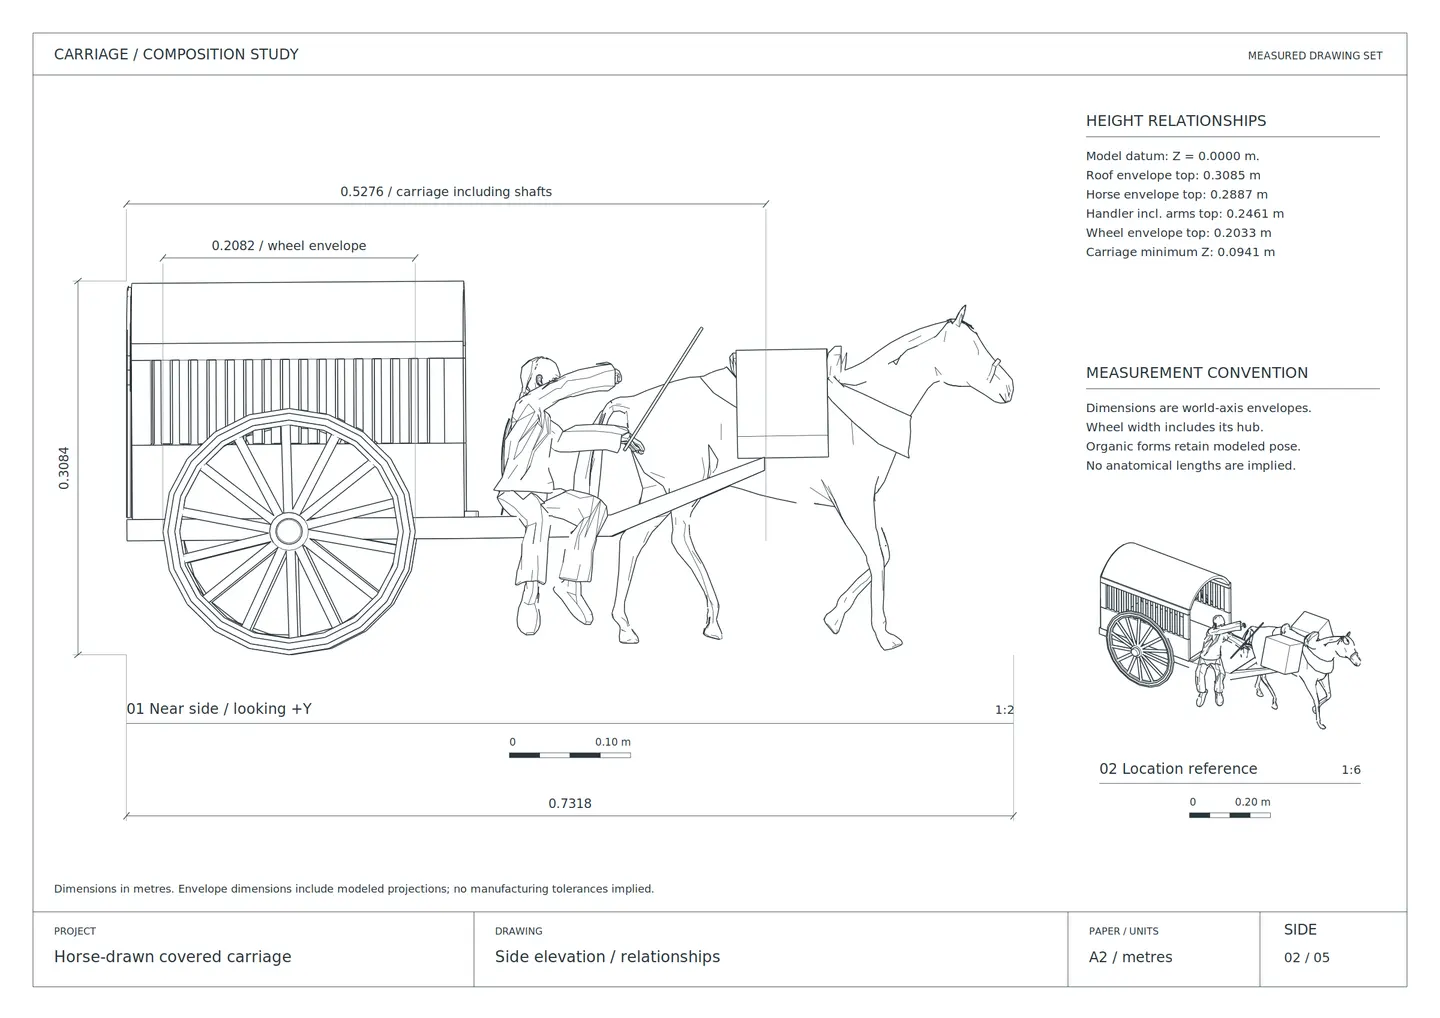 CARRIAGE / COMPOSITION STUDY
MEASURED DRAWING SET
HEIGHT RELATIONSHIPS
Model datum: Z = 0.0000 m.
Roof envelope top: 0.3085 m
Horse envelope top: 0.2887 m
Handler incl. arms top: 0.2461 m
Wheel envelope top: 0.2033 m
Carriage minimum Z: 0.0941 m
0.5276 / carriage including shafts
0.2082 / wheel envelope
0.3084
MEASUREMENT CONVENTION
Dimensions are world-axis envelopes.
Wheel width includes its hub.
Organic forms retain modeled pose.
No anatomical lengths are implied.
01 Near side / looking +Y
1:2
0 0.10 m
0.7318
02 Location reference
1:6
0 0.20 m
Dimensions in metres. Envelope dimensions include modeled projections; no manufacturing tolerances implied.
PROJECT
Horse-drawn covered carriage
DRAWING
Side elevation / relationships
PAPER / UNITS
A2 / metres
SIDE
02 / 05